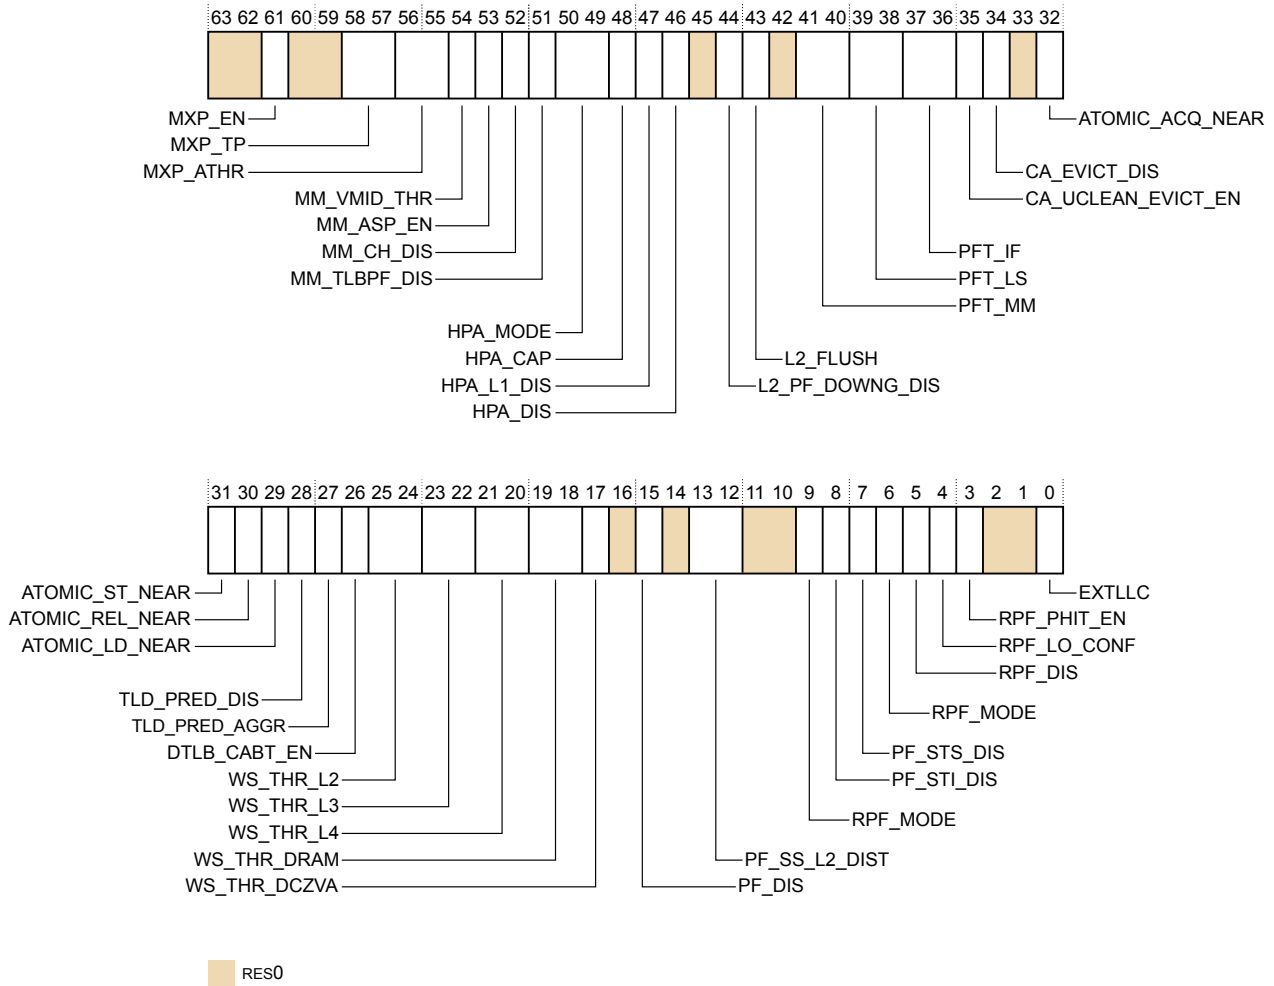 63 62 61 60 59 58 57 56 55 54 53 52 51 50 49 48 47 46 45 44 43 42 41 40 39 38 37 36 35 34 33 32
MXP_EN ATOMIC_ACQ_NEAR
MXP_TP
MXP_ATHR CA_EVICT_DIS
MM_VMID_THR CA_UCLEAN_EVICT_EN
MM_ASP_EN
MM_CH_DIS PFT_IF
MM_TLBPF_DIS PFT_LS
PFT_MM
HPA_MODE
HPA_CAP L2_FLUSH
HPA_L1_DIS L2_PF_DOWNG_DIS
HPA_DIS
31 30 29 28 27 26 25 24 23 22 21 20 19 18 17 16 15 14 13 12 11 10 9 8 7 6 5 4 3 2 1 0
ATOMIC_ST_NEAR EXTLLC
ATOMIC_REL_NEAR RPF_PHIT_EN
ATOMIC_LD_NEAR RPF_LO_CONF
RPF_DIS
TLD_PRED_DIS
RPF_MODE
TLD_PRED_AGGR
DTLB_CABT_EN PF_STS_DIS
WS_THR_L2 PF_STI_DIS
WS_THR_L3
RPF_MODE
WS_THR_L4
WS_THR_DRAM PF_SS_L2_DIST
WS_THR_DCZVA PF_DIS
RES0